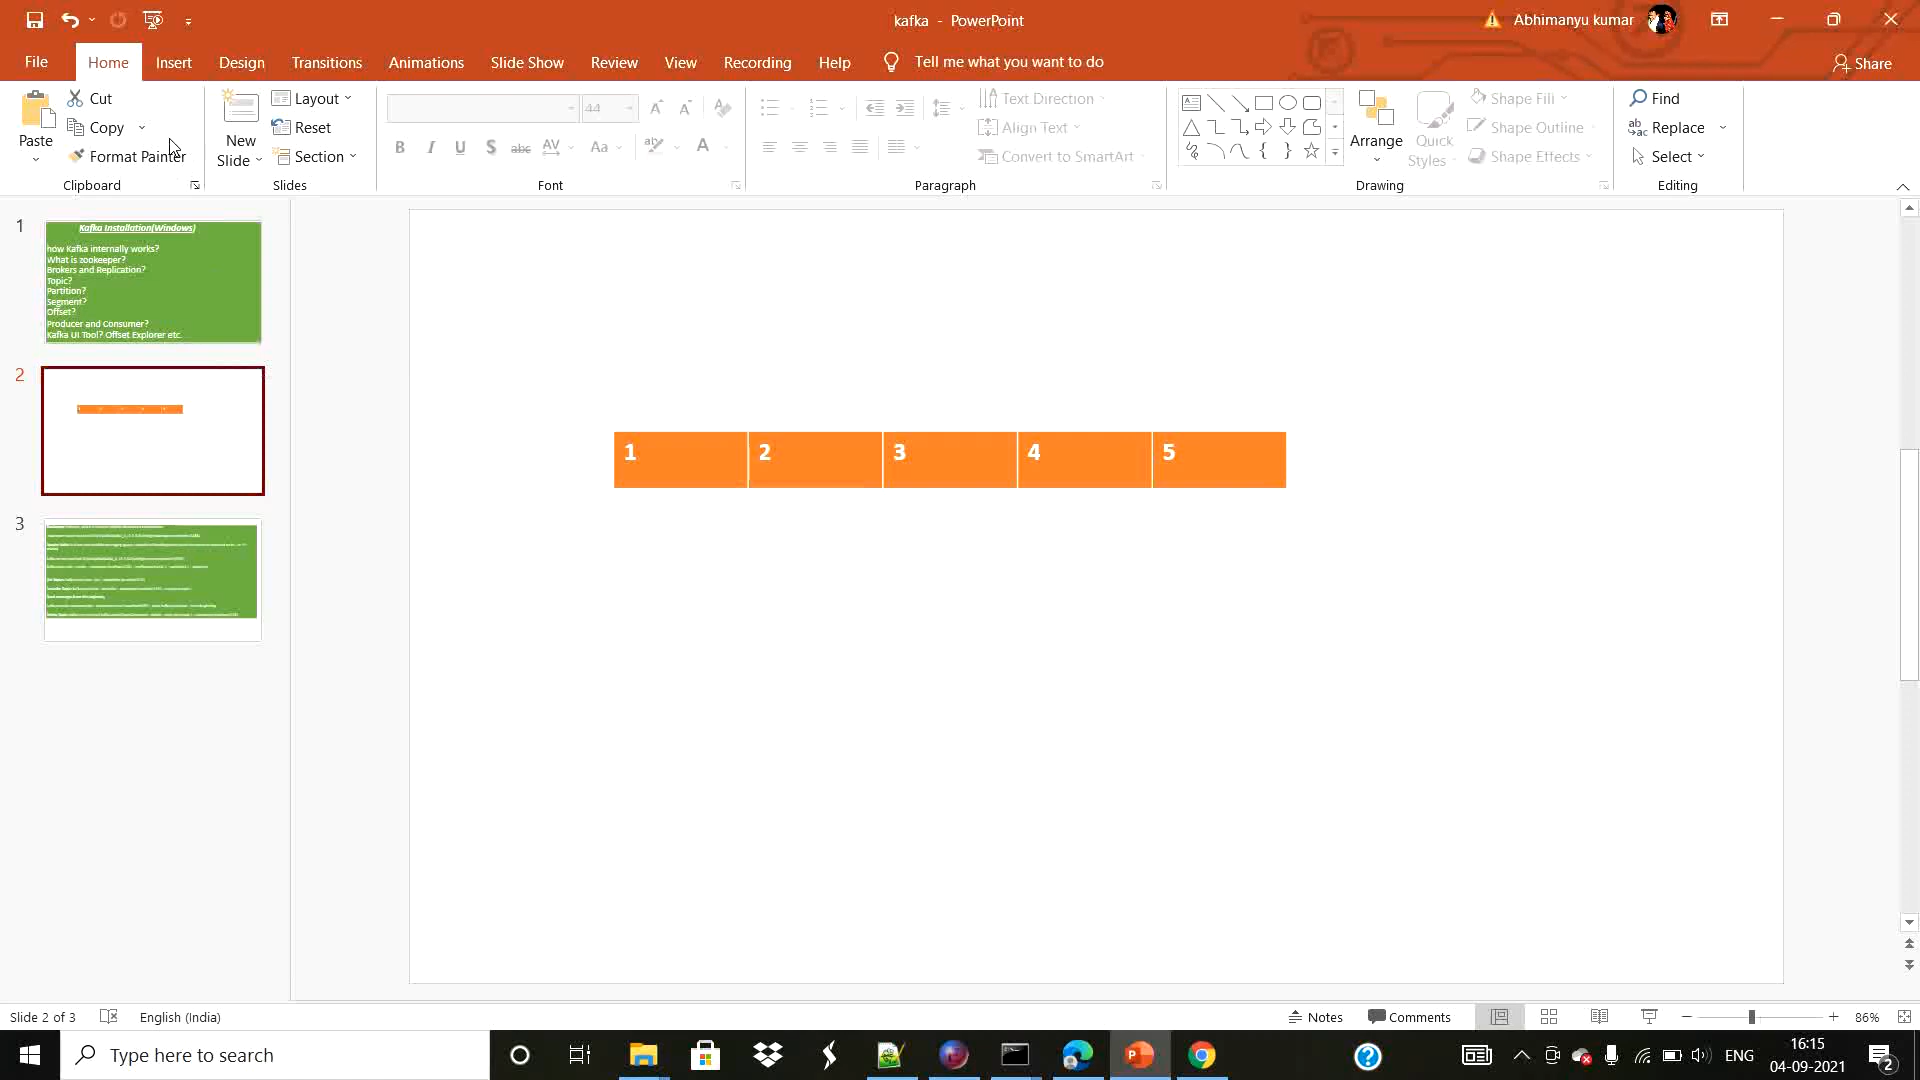 kafka - PowerPoint
Abhimanyu kumar
File Home Insert Design Transitions Animations Slide Show Review View Recording Help Tell me what you want to do
Share
Paste
Cut
Copy
Format Painter
Clipboard
New Slide
Layout
Reset
Section
Slides
44
B I U S abc AV Aa A
Font
Text Direction
Align Text
Convert to SmartArt
Paragraph
Arrange
Quick Styles
Shape Fill
Shape Outline
Shape Effects
Drawing
Find
Replace
Select
Editing
1
Kafka Installation(Windows)
how Kafka internally works?
What is zookeeper?
Brokers and Replication?
Topic?
Partition?
Segment?
Offset?
Producer and Consumer?
Kafka UI Tool? Offset Explorer etc.
2
3
1 2 3 4 5
Slide 2 of 3 English (India)
Notes Comments 86%
Type here to search
ENG
16:15
04-09-2021
2